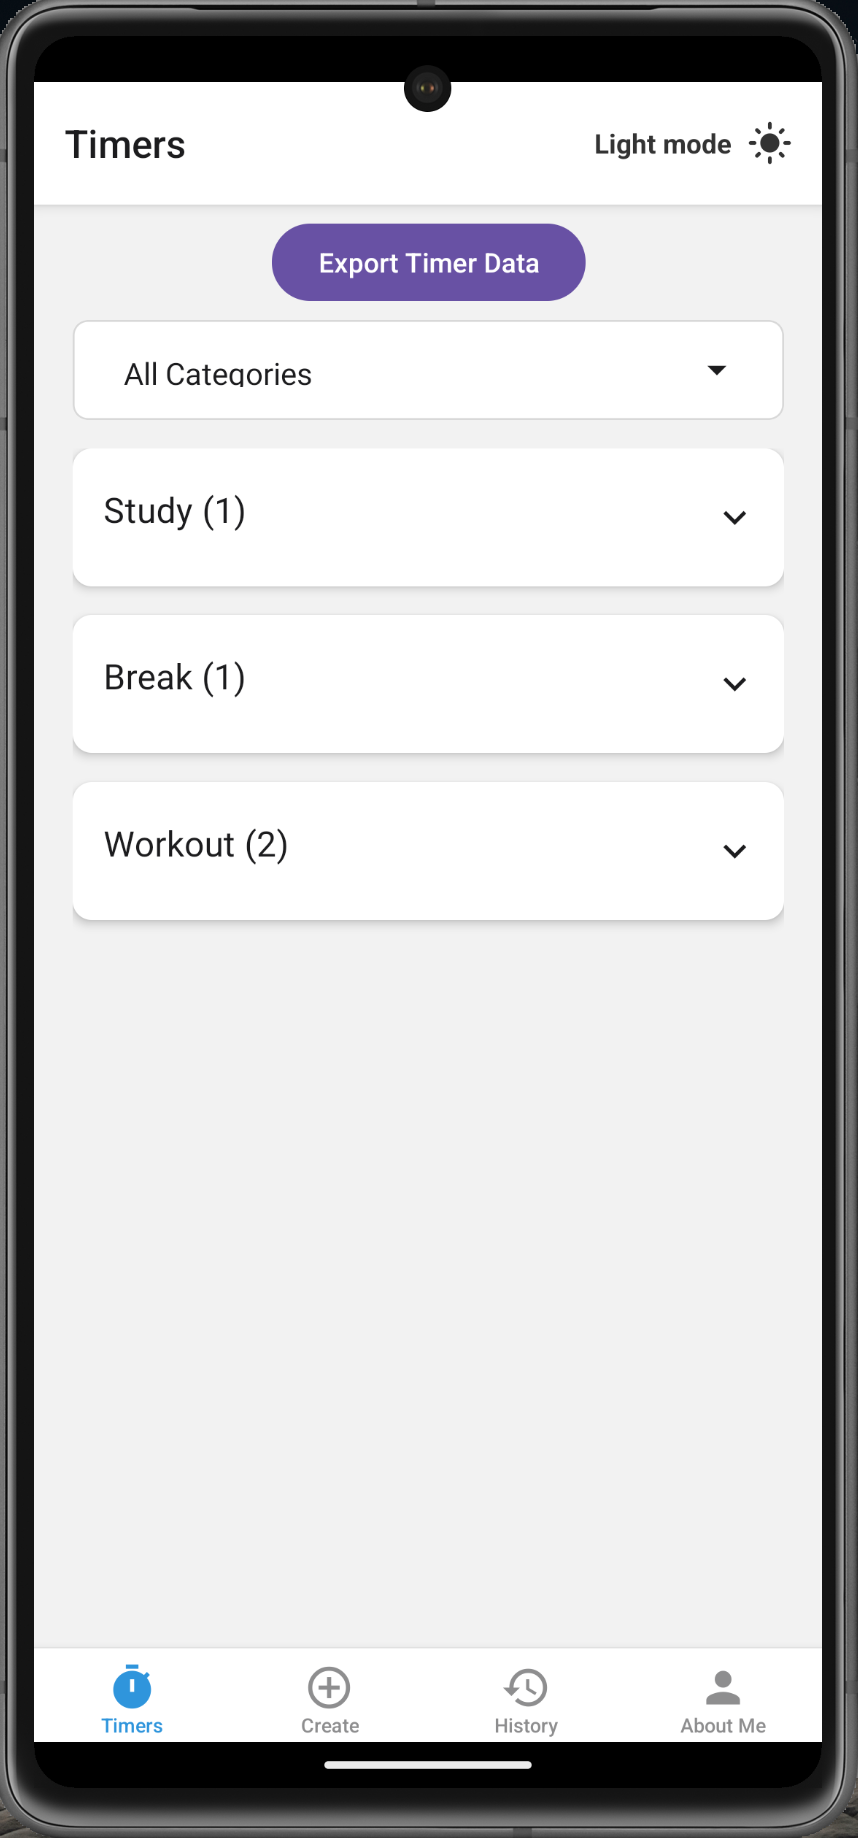 Timers
Light mode
Export Timer Data
All Categories
Study (1)
Break (1)
Workout (2)
Timers
Create
History
About Me